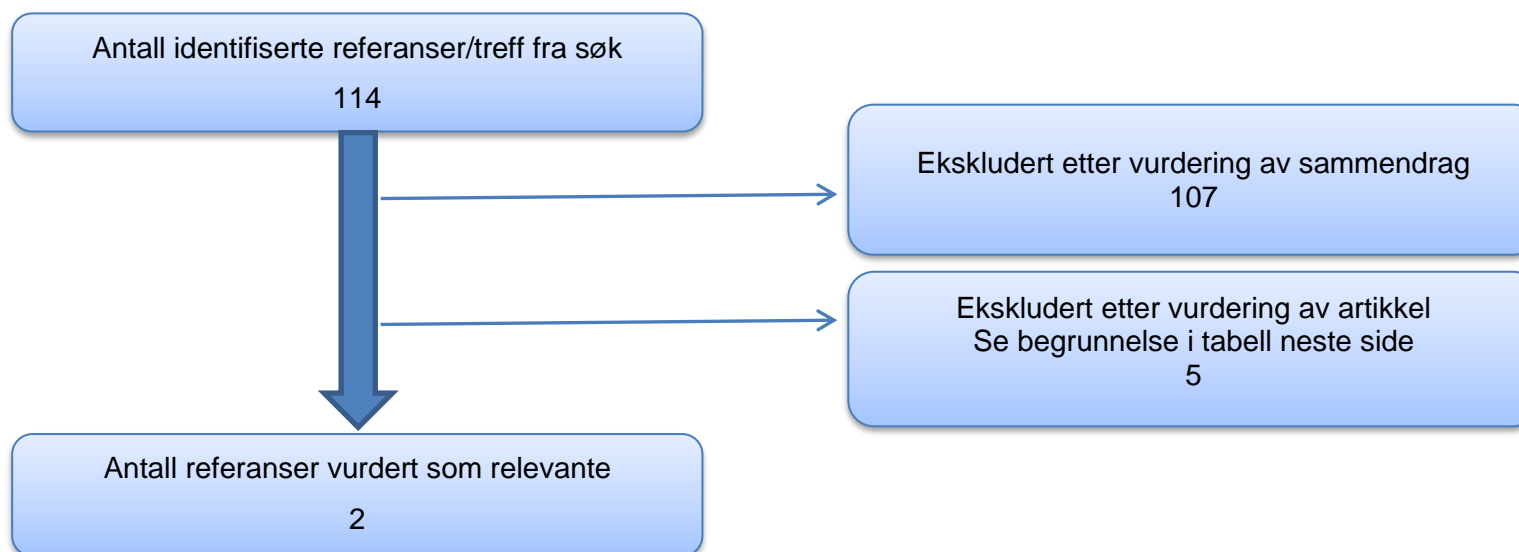 Antall identifiserte referanser/treff fra søk
114
Ekskludert etter vurdering av sammendrag
107
Ekskludert etter vurdering av artikkel
Se begrunnelse i tabell neste side
5
Antall referanser vurdert som relevante
2